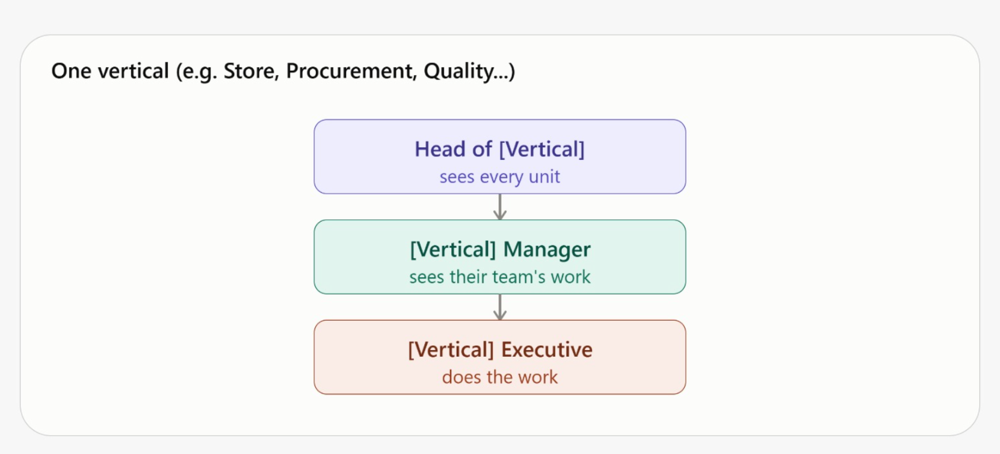 One vertical (e.g. Store, Procurement, Quality...)
Head of [Vertical]
sees every unit
[Vertical] Manager
sees their team's work
[Vertical] Executive
does the work